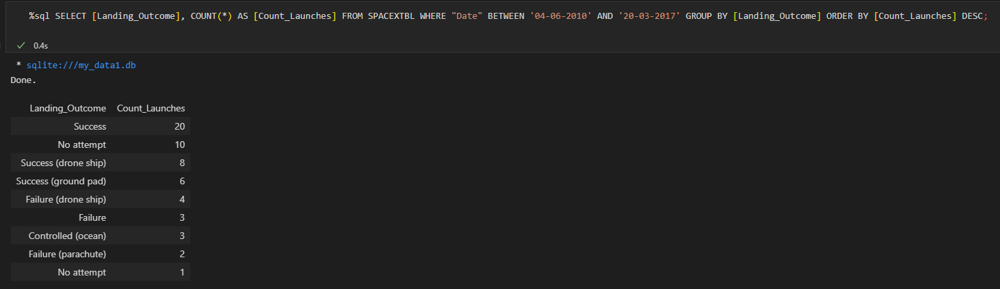 %sql SELECT [Landing_Outcome], COUNT(*) AS [Count_Launches] FROM SPACEXTBL WHERE "Date" BETWEEN '04-06-2010' AND '20-03-2017' GROUP BY [Landing_Outcome] ORDER BY [Count_Launches] DESC;
0.4s
* sqlite:///my_data1.db
Done.
Landing_Outcome Count_Launches
Success 20
No attempt 10
Success (drone ship) 8
Success (ground pad) 6
Failure (drone ship) 4
Failure 3
Controlled (ocean) 3
Failure (parachute) 2
No attempt 1